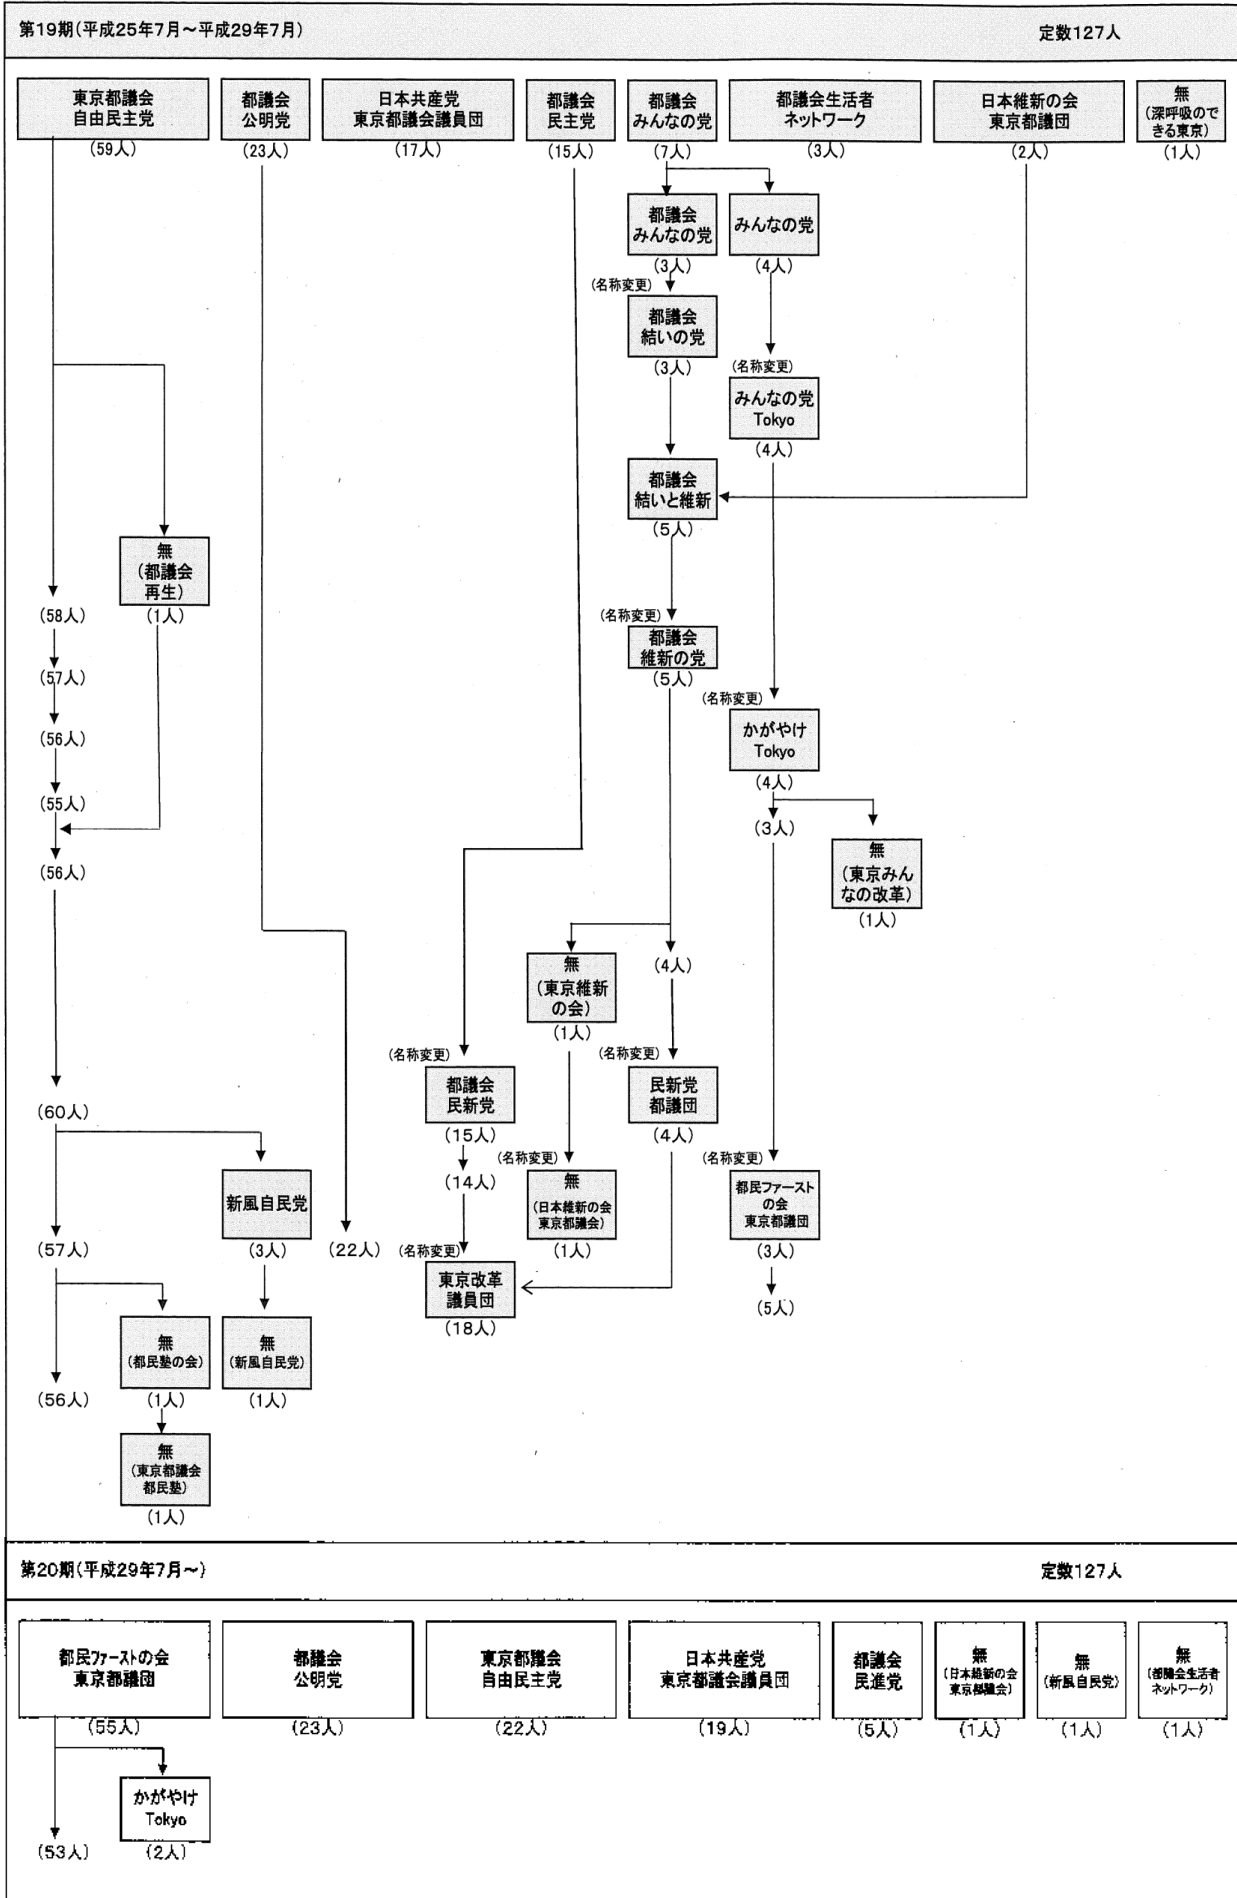 第19期(平成25年7月～平成29年7月)
定数127人
東京都議会
自由民主党
(59人)
都議会
公明党
(23人)
日本共産党
東京都議会議員団
(17人)
都議会
民主党
(15人)
都議会
みんなの党
(7人)
都議会生活者
ネットワーク
(3人)
日本維新の会
東京都議団
(2人)
無
(深呼吸ので
きる東京)
(1人)
都議会
みんなの党
(3人)
みんなの党
(4人)
(名称変更)
都議会
結いの党
(3人)
(名称変更)
みんなの党
Tokyo
(4人)
都議会
結いと維新
(5人)
無
(都議会
再生)
(1人)
(58人)
(名称変更)
都議会
維新の党
(5人)
(57人)
(名称変更)
かがやけ
Tokyo
(4人)
(56人)
(55人)
(3人)
(56人)
無
(東京みん
なの改革)
(1人)
無
(東京維新
の会)
(1人)
(4人)
(名称変更)
都議会
民新党
(15人)
(名称変更)
民新党
都議団
(4人)
(60人)
(14人)
(名称変更)
無
(日本維新の会
東京都議会)
(1人)
(名称変更)
都民ファースト
の会
東京都議団
(3人)
新風自民党
(3人)
(57人)
(22人)
(名称変更)
東京改革
議員団
(18人)
(5人)
無
(都民塾の会)
(1人)
無
(新風自民党)
(1人)
(56人)
無
(東京都議会
都民塾)
(1人)
第20期(平成29年7月～)
定数127人
都民ファーストの会
東京都議団
(55人)
都議会
公明党
(23人)
東京都議会
自由民主党
(22人)
日本共産党
東京都議会議員団
(19人)
都議会
民進党
(5人)
無
(日本維新の会
東京都議会)
(1人)
無
(新風自民党)
(1人)
無
(都議会生活者
ネットワーク)
(1人)
かがやけ
Tokyo
(2人)
(53人)